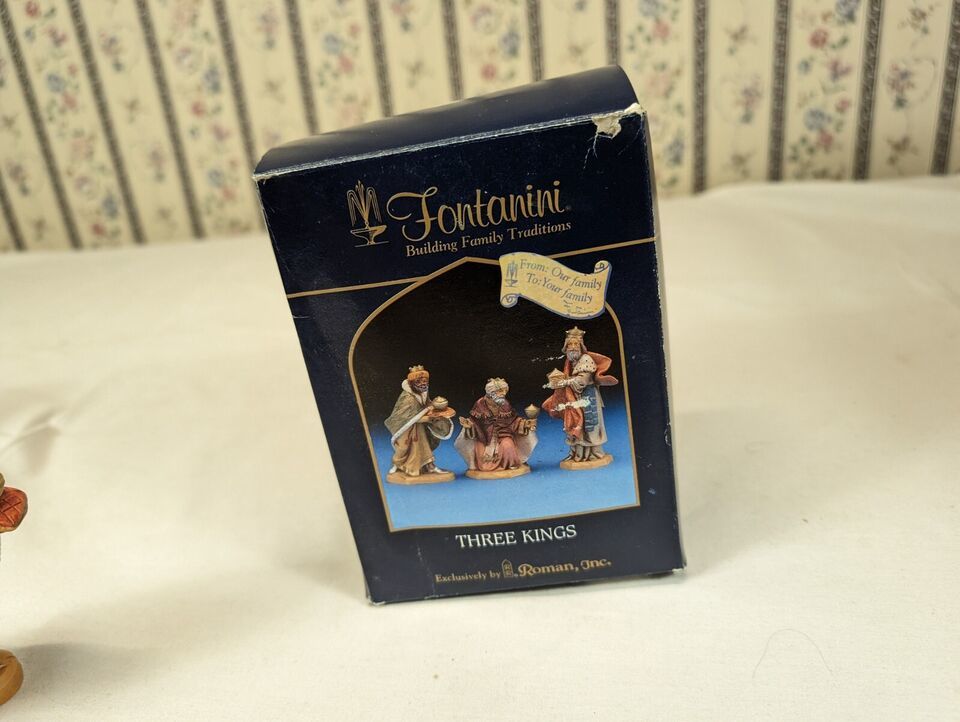 Fontanini®
Building Family Traditions
From: Our family
To: Your family
THREE KINGS
Exclusively by Roman, Inc.